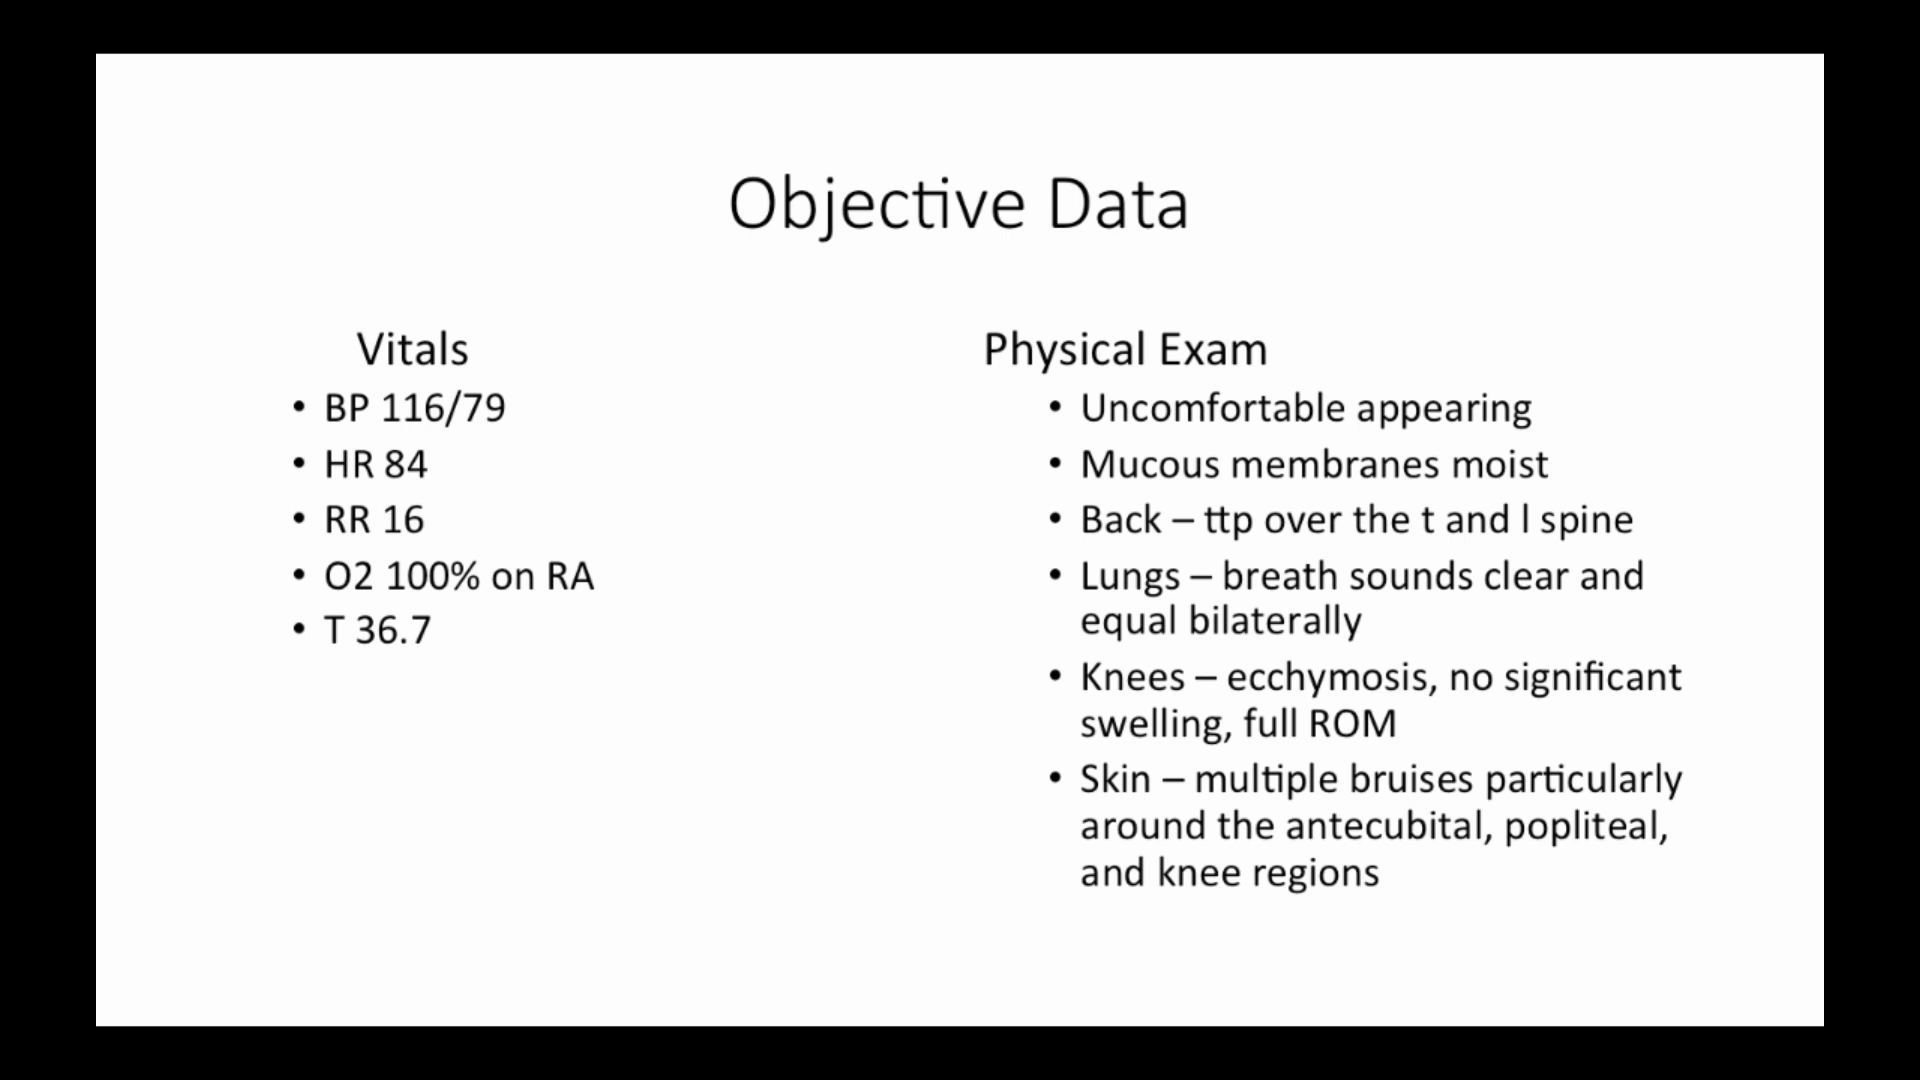 Objective Data
Vitals
• BP 116/79
• HR 84
• RR 16
• O2 100% on RA
• T 36.7
Physical Exam
• Uncomfortable appearing
• Mucous membranes moist
• Back – ttp over the t and l spine
• Lungs – breath sounds clear and
equal bilaterally
• Knees – ecchymosis, no significant
swelling, full ROM
• Skin – multiple bruises particularly
around the antecubital, popliteal,
and knee regions